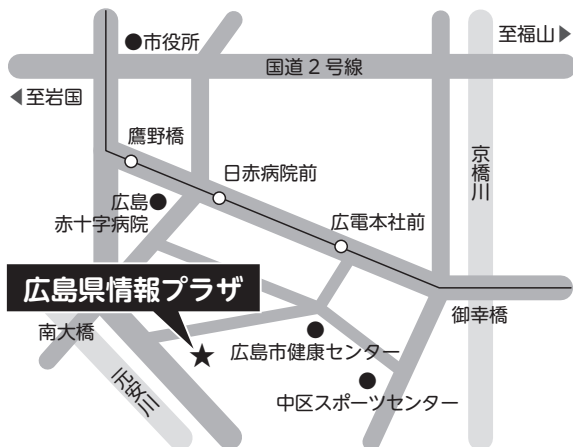 ●市役所
至福山▶
国道2号線
◀至岩国
鷹野橋
日赤病院前
京橋川
広島
赤十字病院
広電本社前
広島県情報プラザ
南大橋
御幸橋
広島市健康センター
元安川
中区スポーツセンター